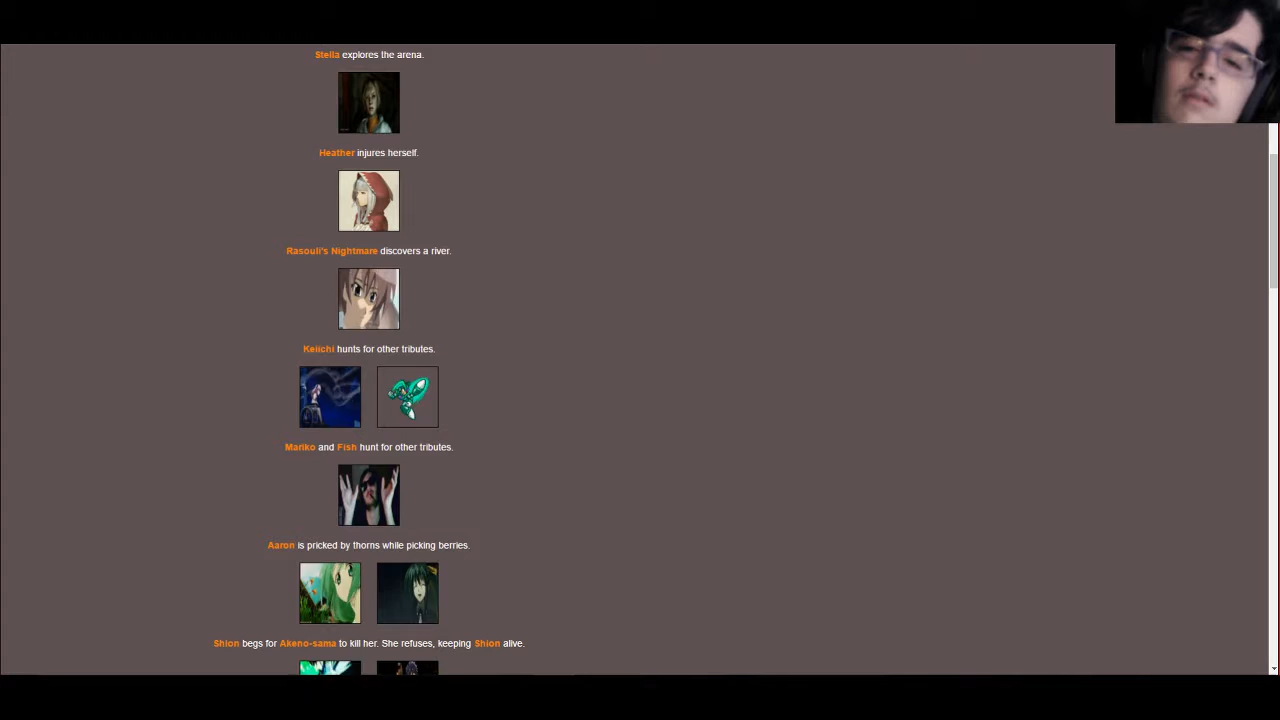 Stella explores the arena.
Heather injures herself.
Rasouli's Nightmare discovers a river.
Keiichi hunts for other tributes.
Mariko and Fish hunt for other tributes.
Aaron is pricked by thorns while picking berries.
Shion begs for Akeno-sama to kill her. She refuses, keeping Shion alive.